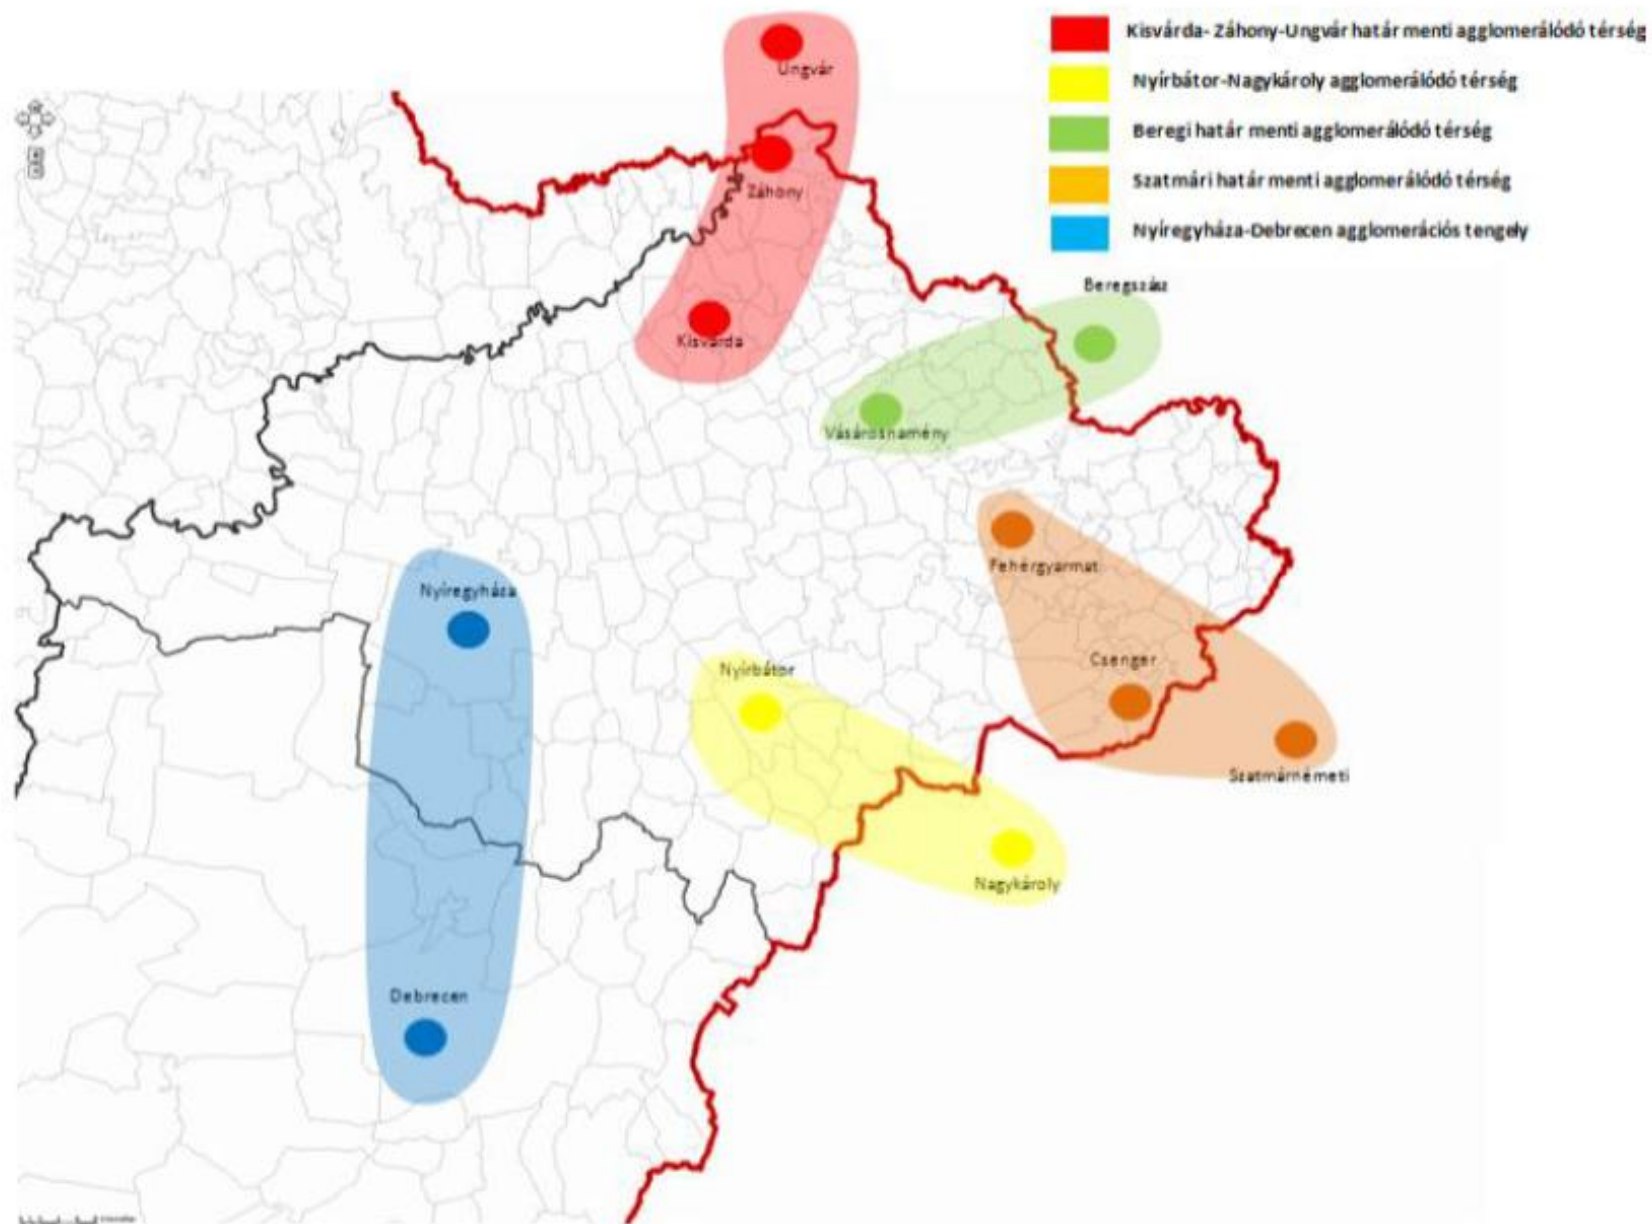 Kisvárda- Záhony-Ungvár határ menti agglomerálódó térség
Nyírbátor-Nagykároly agglomerálódó térség
Beregi határ menti agglomerálódó térség
Szatmári határ menti agglomerálódó térség
Nyíregyháza-Debrecen agglomerációs tengely
Ungvár
Záhony
Beregszász
Kisvárda
Vásárosnamény
Fehérgyarmat
Nyíregyháza
Csenger
Nyírbátor
Szatmárnémeti
Nagykároly
Debrecen